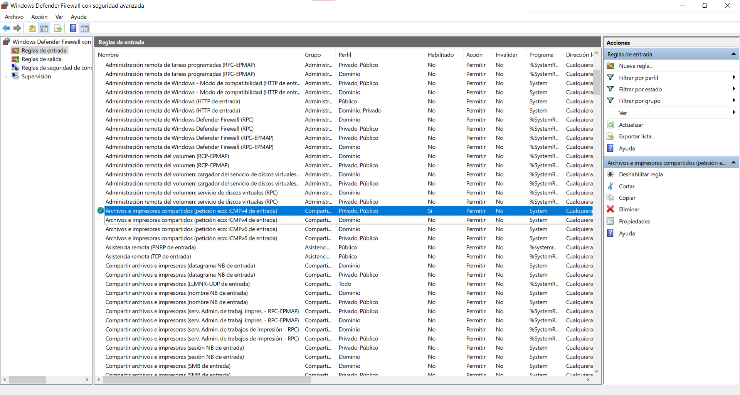 Windows Defender Firewall con seguridad avanzada
Archivo Acción Ver Ayuda
Windows Defender Firewall con
Reglas de entrada
Reglas de salida
Reglas de seguridad de con
Supervisión
Reglas de entrada
Nombre Grupo Perfil Habilitado Acción Invalidar Programa Dirección l
Administración remota de tareas programadas (RPC-EPMAP) Administr... Privado, Público No Permitir No %SystemR... Cualquiera
Administración remota de tareas programadas (RPC-EPMAP) Administr... Dominio No Permitir No %SystemR... Cualquiera
Administración remota de Windows - Modo de compatibilidad (HTTP de entr... Administr... Privado, Público No Permitir No System Cualquiera
Administración remota de Windows - Modo de compatibilidad (HTTP de entr... Administr... Dominio No Permitir No System Cualquiera
Administración remota de Windows (HTTP de entrada) Administr... Público No Permitir No System Cualquiera
Administración remota de Windows (HTTP de entrada) Administr... Dominio, Privado No Permitir No System Cualquiera
Administración remota de Windows Defender Firewall (RPC) Administr... Dominio No Permitir No %SystemR... Cualquiera
Administración remota de Windows Defender Firewall (RPC) Administr... Privado, Público No Permitir No %SystemR... Cualquiera
Administración remota de Windows Defender Firewall (RPC-EPMAP) Administr... Privado, Público No Permitir No %SystemR... Cualquiera
Administración remota de Windows Defender Firewall (RPC-EPMAP) Administr... Dominio No Permitir No %SystemR... Cualquiera
Administración remota del volumen (RCP-EPMAP) Administr... Dominio No Permitir No %SystemR... Cualquiera
Administración remota del volumen (RCP-EPMAP) Administr... Privado, Público No Permitir No %SystemR... Cualquiera
Administración remota del volumen: cargador del servicio de discos virtuales... Administr... Dominio No Permitir No %SystemR... Cualquiera
Administración remota del volumen: cargador del servicio de discos virtuales... Administr... Privado, Público No Permitir No %SystemR... Cualquiera
Administración remota del volumen: servicio de discos virtuales (RPC) Administr... Dominio No Permitir No %SystemR... Cualquiera
Administración remota del volumen: servicio de discos virtuales (RPC) Administr... Privado, Público No Permitir No %SystemR... Cualquiera
Archivos e impresoras compartidos (petición eco: ICMPv4 de entrada) Comparti... Privado, Público Sí Permitir No System Cualquiera
Archivos e impresoras compartidos (petición eco: ICMPv4 de entrada) Comparti... Dominio No Permitir No System Cualquiera
Archivos e impresoras compartidos (petición eco: ICMPv6 de entrada) Comparti... Dominio No Permitir No System Cualquiera
Archivos e impresoras compartidos (petición eco: ICMPv6 de entrada) Comparti... Privado, Público No Permitir No System Cualquiera
Asistencia remota (PNRP de entrada) Asistenci... Público No Permitir No %systemr... Cualquiera
Asistencia remota (TCP de entrada) Asistenci... Público No Permitir No %SystemR... Cualquiera
Compartir archivos e impresoras (datagrama NB de entrada) Comparti... Dominio No Permitir No System Cualquiera
Compartir archivos e impresoras (datagrama NB de entrada) Comparti... Privado, Público No Permitir No System Cualquiera
Compartir archivos e impresoras (LLMNR-UDP de entrada) Comparti... Todo No Permitir No %SystemR... Cualquiera
Compartir archivos e impresoras (nombre NB de entrada) Comparti... Dominio No Permitir No System Cualquiera
Compartir archivos e impresoras (nombre NB de entrada) Comparti... Privado, Público No Permitir No System Cualquiera
Compartir archivos e impresoras (serv. Admin. de trabaj. impres. - RPC-EPMAP) Comparti... Privado, Público No Permitir No %SystemR... Cualquiera
Compartir archivos e impresoras (serv. Admin. de trabaj. impres. - RPC-EPMAP) Comparti... Dominio No Permitir No %SystemR... Cualquiera
Compartir archivos e impresoras (serv. Admin. de trabajos de impresión - RPC) Comparti... Dominio No Permitir No %SystemR... Cualquiera
Compartir archivos e impresoras (serv. Admin. de trabajos de impresión - RPC) Comparti... Privado, Público No Permitir No %SystemR... Cualquiera
Compartir archivos e impresoras (sesión NB de entrada) Comparti... Privado, Público No Permitir No System Cualquiera
Compartir archivos e impresoras (sesión NB de entrada) Comparti... Dominio No Permitir No System Cualquiera
Compartir archivos e impresoras (SMB de entrada) Comparti... Dominio No Permitir No System Cualquiera
Compartir archivos e impresoras (SMB de entrada) Comparti... Privado, Público No Permitir No System Cualquiera
Acciones
Reglas de entrada
Nueva regla...
Filtrar por perfil
Filtrar por estado
Filtrar por grupo
Ver
Actualizar
Exportar lista...
Ayuda
Archivos e impresoras compartidos (petición e...
Deshabilitar regla
Cortar
Copiar
Eliminar
Propiedades
Ayuda